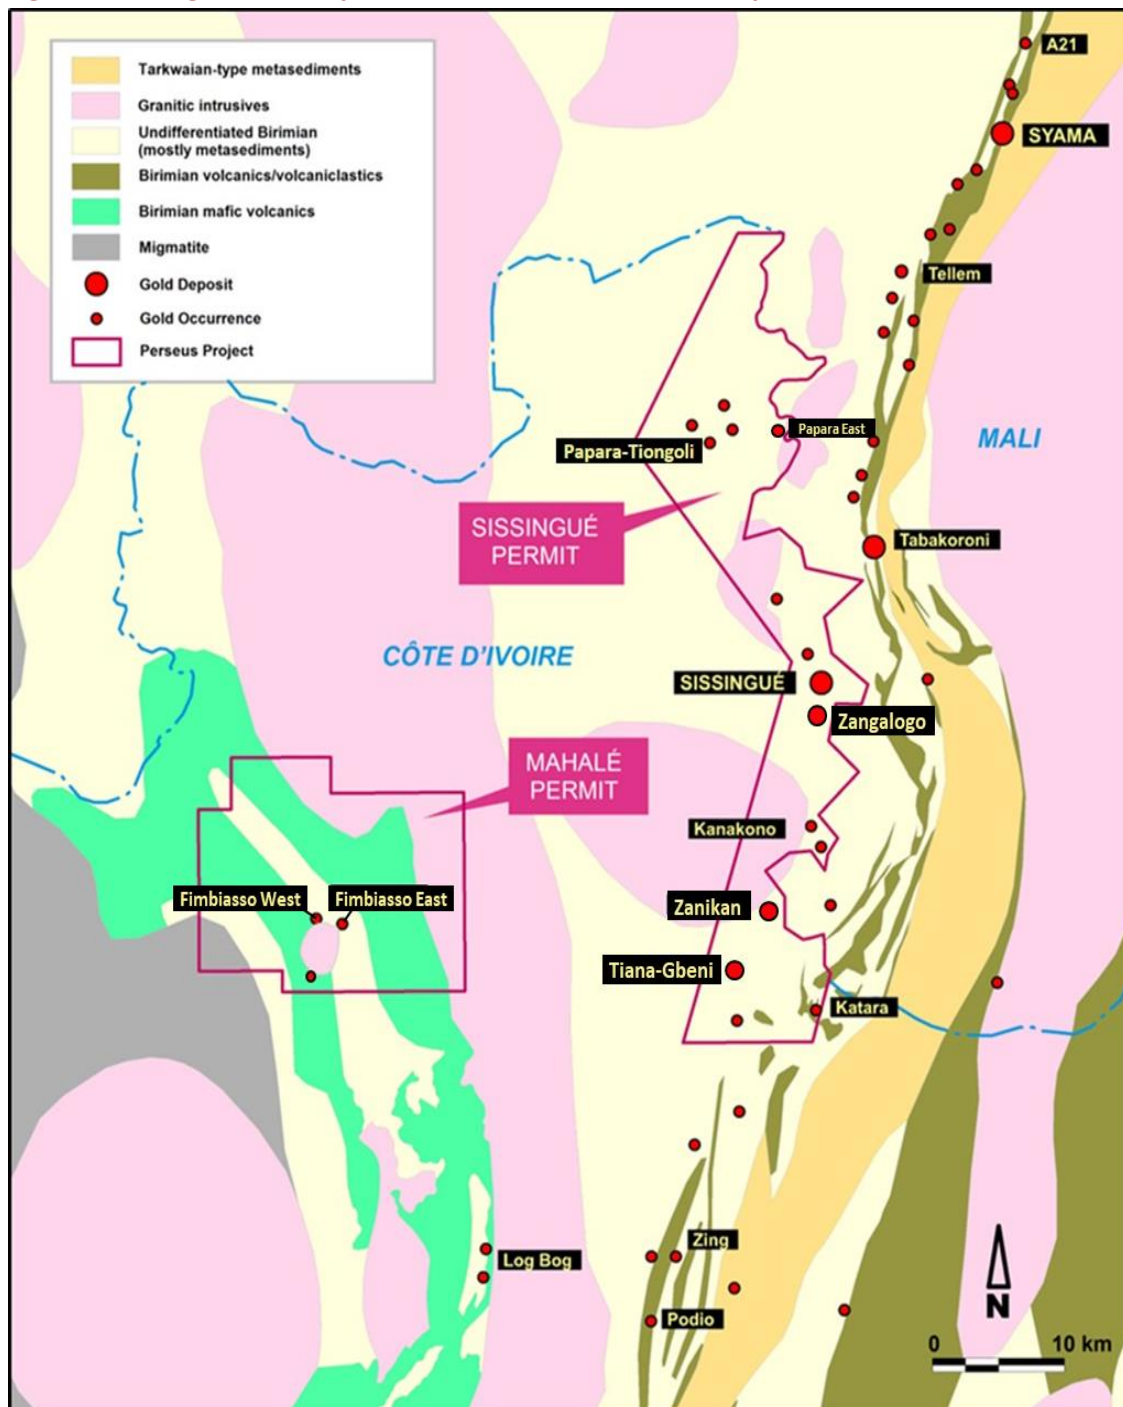 Tarkwaian-type metasediments
Granitic intrusives
Undifferentiated Birimian
(mostly metasediments)
Birimian volcanics/volcaniclastics
Birimian mafic volcanics
Migmatite
Gold Deposit
Gold Occurrence
Perseus Project
A21
SYAMA
Tellem
Papara East
MALI
Papara-Tiongoli
SISSINGUÉ
PERMIT
Tabakoroni
CÔTE D'IVOIRE
SISSINGUÉ
Zangalogo
MAHALÉ
PERMIT
Kanakono
Fimbiasso West
Fimbiasso East
Zanikan
Tiana-Gbeni
Katara
Zing
Log Bog
Podio
N
0 10 km